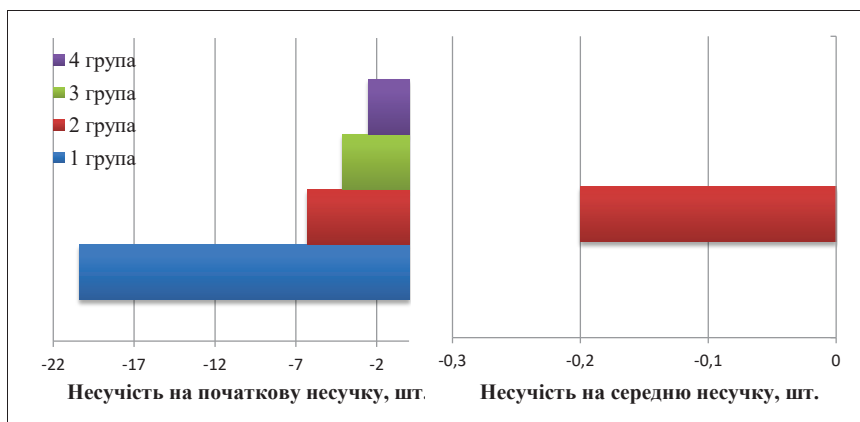 4 група
3 група
2 група
1 група
-22 -17 -12 -7 -2
Несучість на початкову несучку, шт.
-0,3 -0,2 -0,1 0
Несучість на середню несучку, шт.